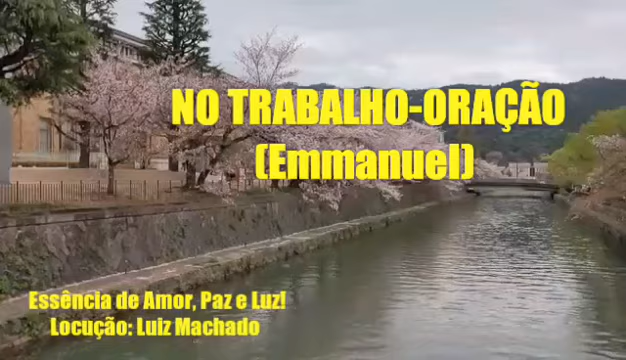 NO TRABALHO-ORAÇÃO
(Emmanuel)
Essência de Amor, Paz e Luz!
Locução: Luiz Machado